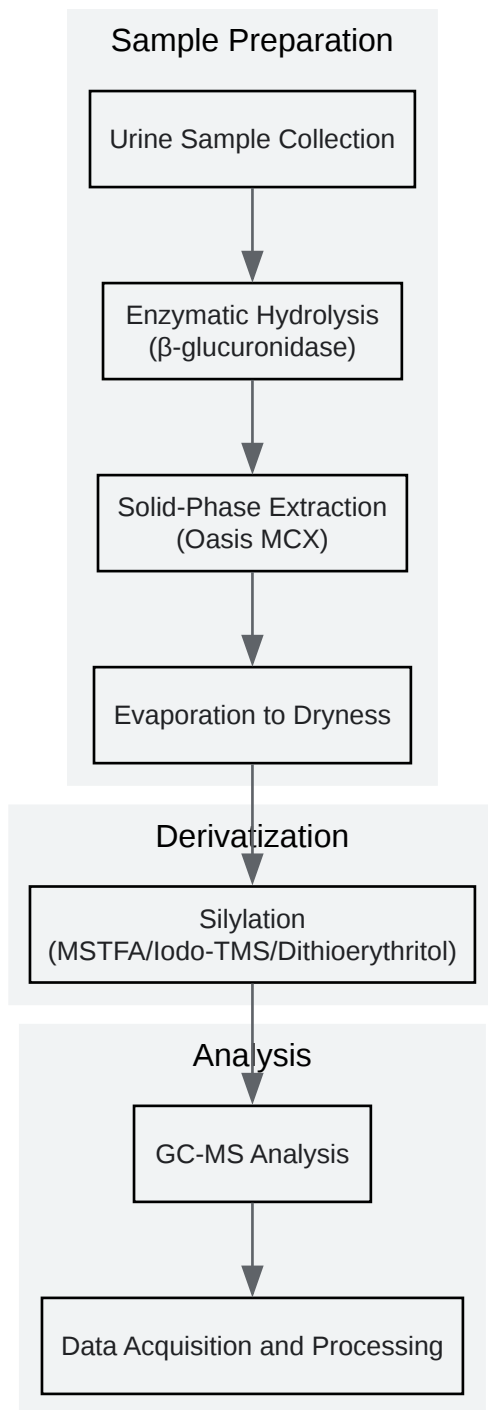 Sample Preparation
Urine Sample Collection
Enzymatic Hydrolysis
(β-glucuronidase)
Solid-Phase Extraction
(Oasis MCX)
Evaporation to Dryness
Derivatization
Silylation
(MSTFA/Iodo-TMS/Dithioerythritol)
Analysis
GC-MS Analysis
Data Acquisition and Processing